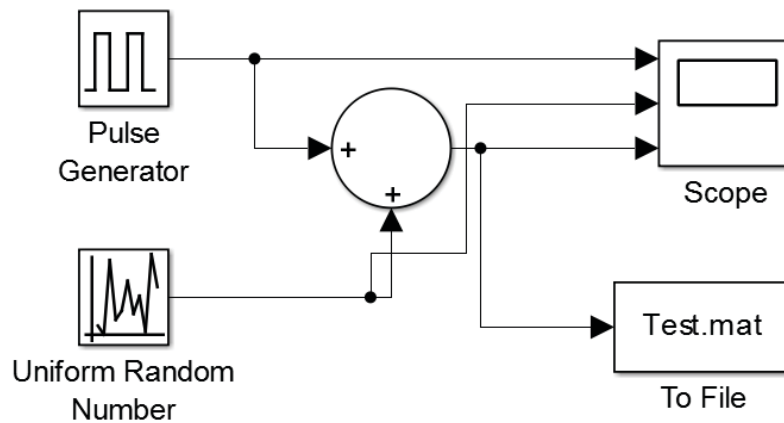 Pulse
Generator
+
+
Scope
Test.mat
Uniform Random
Number
To File